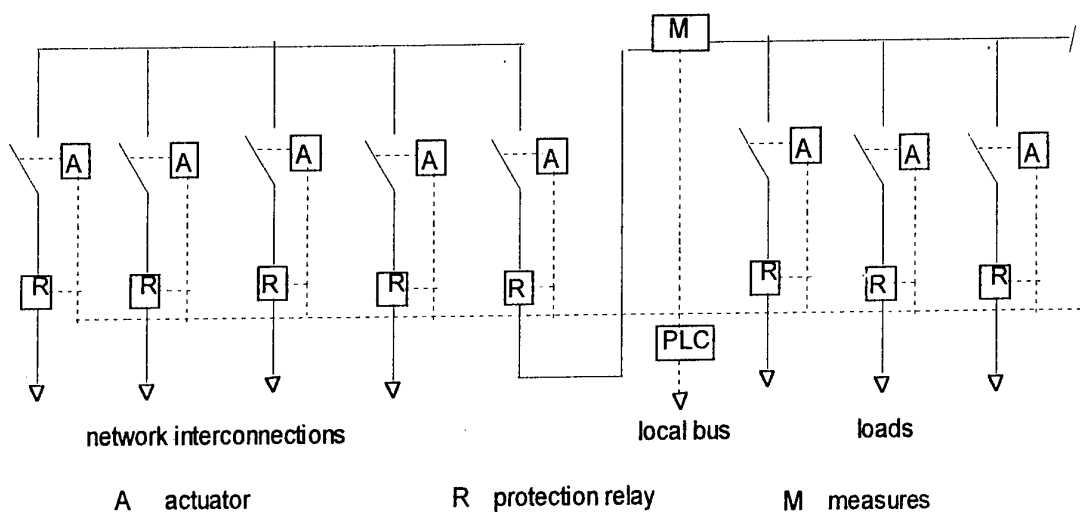 M
A A A A A A A A
R R R R R R R R
PLC
network interconnections local bus loads
A actuator R protection relay M measures